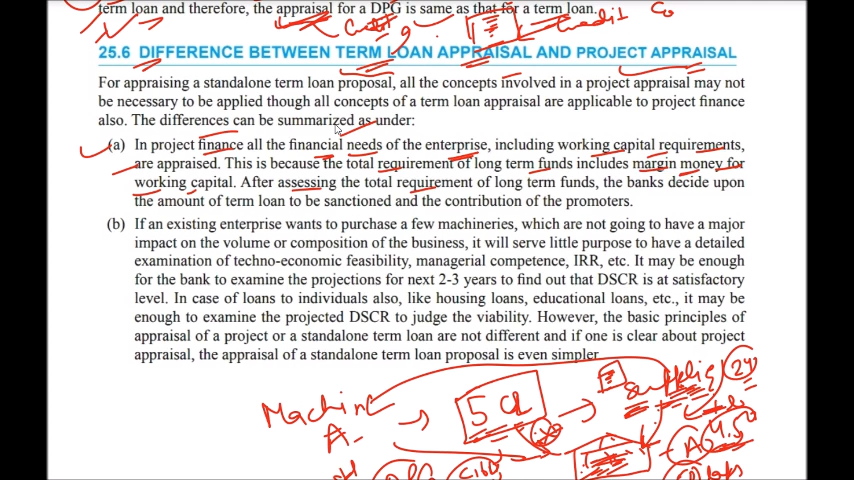 term loan and therefore, the appraisal for a DPG is same as that for a term loan.
25.6 DIFFERENCE BETWEEN TERM LOAN APPRAISAL AND PROJECT APPRAISAL
For appraising a standalone term loan proposal, all the concepts involved in a project appraisal may not
be necessary to be applied though all concepts of a term loan appraisal are applicable to project finance
also. The differences can be summarized as under:
(a) In project finance all the financial needs of the enterprise, including working capital requirements,
are appraised. This is because the total requirement of long term funds includes margin money for
working capital. After assessing the total requirement of long term funds, the banks decide upon
the amount of term loan to be sanctioned and the contribution of the promoters.
(b) If an existing enterprise wants to purchase a few machineries, which are not going to have a major
impact on the volume or composition of the business, it will serve little purpose to have a detailed
examination of techno-economic feasibility, managerial competence, IRR, etc. It may be enough
for the bank to examine the projections for next 2-3 years to find out that DSCR is at satisfactory
level. In case of loans to individuals also, like housing loans, educational loans, etc., it may be
enough to examine the projected DSCR to judge the viability. However, the basic principles of
appraisal of a project or a standalone term loan are not different and if one is clear about project
appraisal, the appraisal of a standalone term loan proposal is even simpler
Machine
A